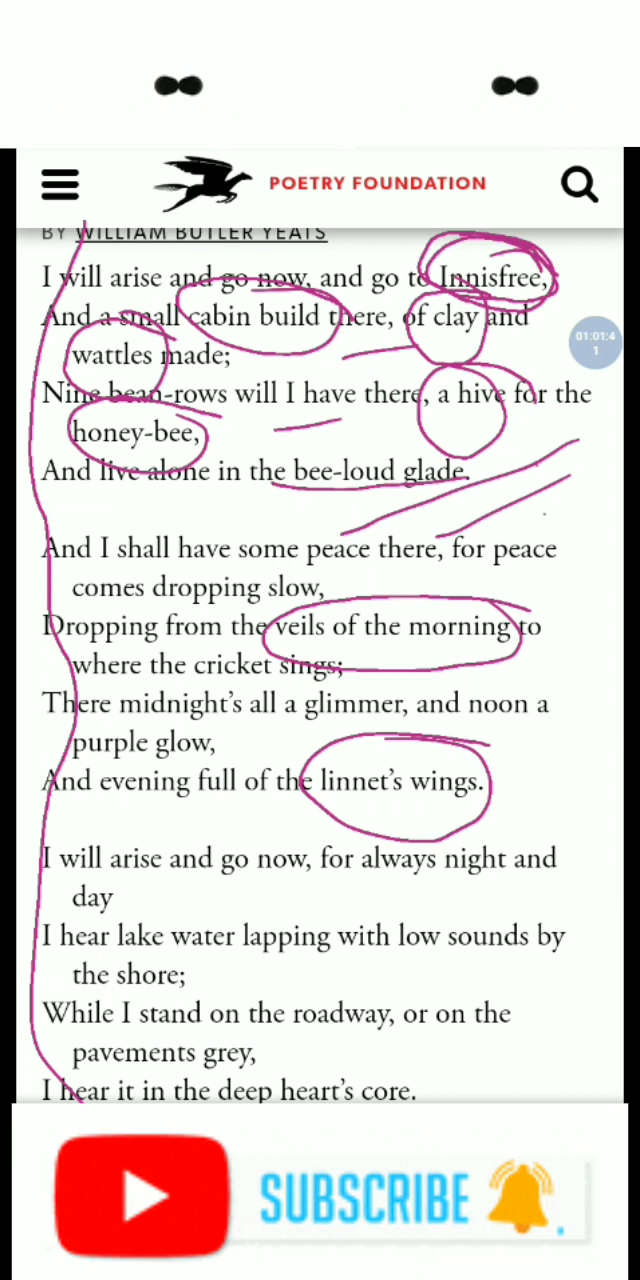 POETRY FOUNDATION
BY WILLIAM BUTLER YEATS
I will arise and go now, and go to Innisfree,
And a small cabin build there, of clay and
wattles made;
Nine bean-rows will I have there, a hive for the
honey-bee,
And live alone in the bee-loud glade.
And I shall have some peace there, for peace
comes dropping slow,
Dropping from the veils of the morning to
where the cricket sings;
There midnight's all a glimmer, and noon a
purple glow,
And evening full of the linnet's wings.
I will arise and go now, for always night and
day
I hear lake water lapping with low sounds by
the shore;
While I stand on the roadway, or on the
pavements grey,
I hear it in the deep heart's core.
01:01:4
1
SUBSCRIBE